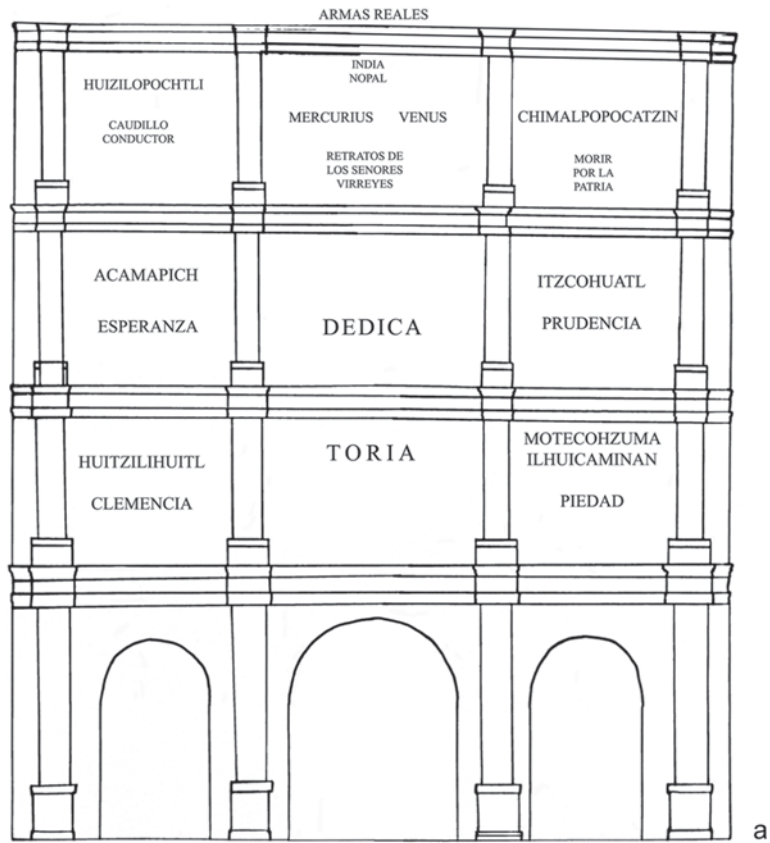 ARMAS REALES
HUIZILOPOCHTLI
CAUDILLO
CONDUCTOR
INDIA
NOPAL
MERCURIUS VENUS
RETRATOS DE
LOS SENORES
VIRREYES
CHIMALPOPOCATZIN
MORIR
POR LA
PATRIA
ACAMAPICH
ESPERANZA
DEDICA
ITZCOHUATL
PRUDENCIA
HUITZILIHUITL
CLEMENCIA
TORIA
MOTECOHZUMA
ILHUICAMINAN
PIEDAD
a